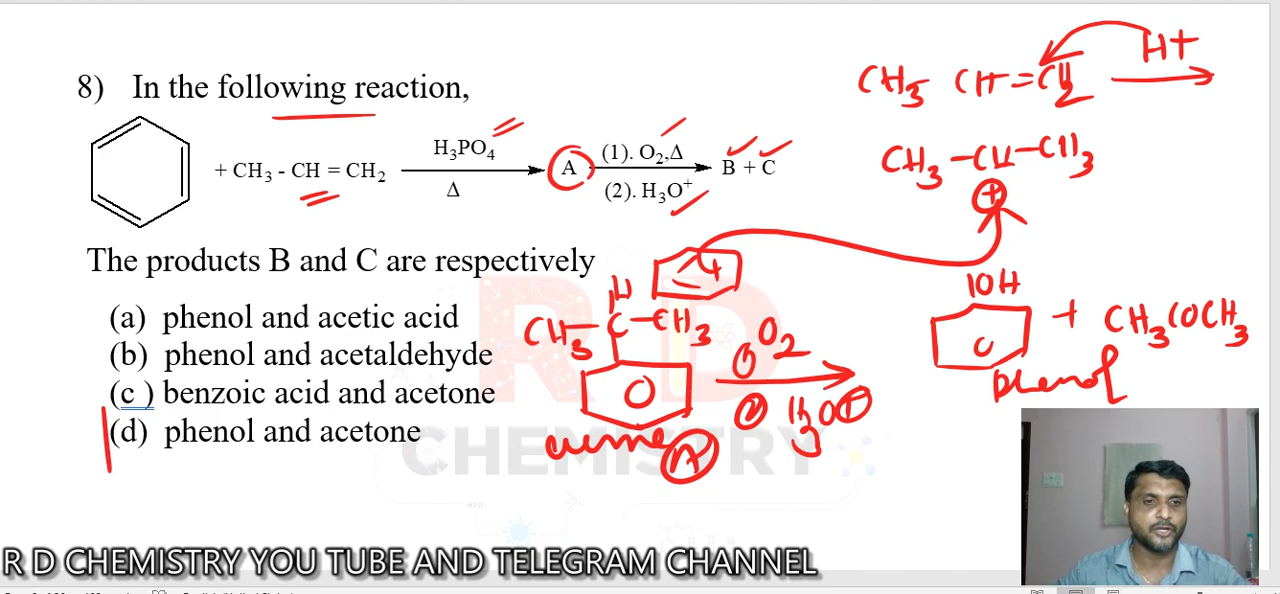 8) In the following reaction,
+ CH3 - CH = CH2
H3PO4
Δ
A
(1). O2,Δ
(2). H3O+
B + C
The products B and C are respectively
(a) phenol and acetic acid
(b) phenol and acetaldehyde
(c ) benzoic acid and acetone
(d) phenol and acetone
CH3 CH=CH2
H+
CH3-CH-CH3
+
H
CH3-C-CH3
A
O2
H3O+
OH
+ CH3COCH3
phenol
RD
CHEMISTRY
R D CHEMISTRY YOU TUBE AND TELEGRAM CHANNEL